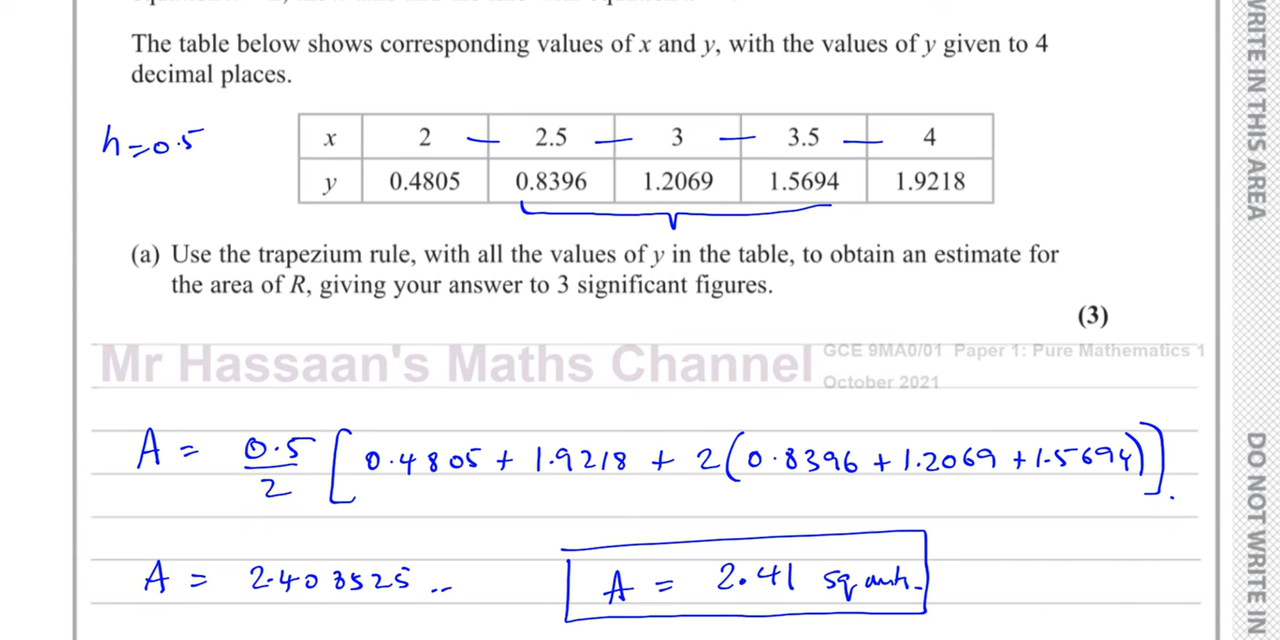 The table below shows corresponding values of x and y, with the values of y given to 4
decimal places.
h=0.5
x 2 2.5 3 3.5 4
y 0.4805 0.8396 1.2069 1.5694 1.9218
(a) Use the trapezium rule, with all the values of y in the table, to obtain an estimate for
the area of R, giving your answer to 3 significant figures.
(3)
Mr Hassaan's Maths Channel
GCE 9MA0/01 Paper 1: Pure Mathematics 1
October 2021
A = 0.5/2 [0.4805 + 1.9218 + 2(0.8396 + 1.2069 + 1.5694)].
A = 2.408525 ..
A = 2.41 sq units.
WRITE IN THIS AREA
DO NOT WRITE IN